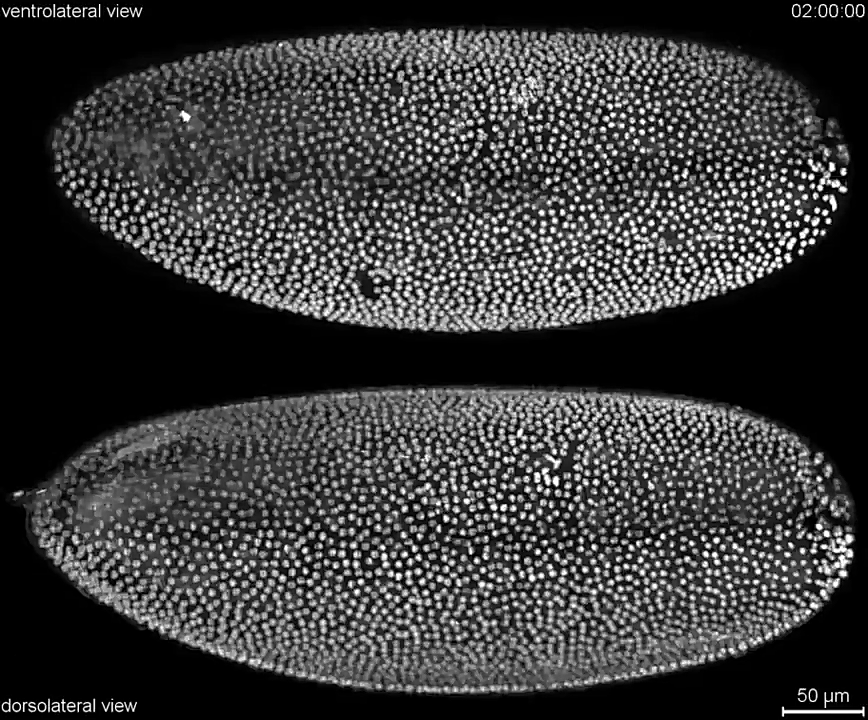 ventrolateral view
02:00:00
dorsolateral view
50 µm